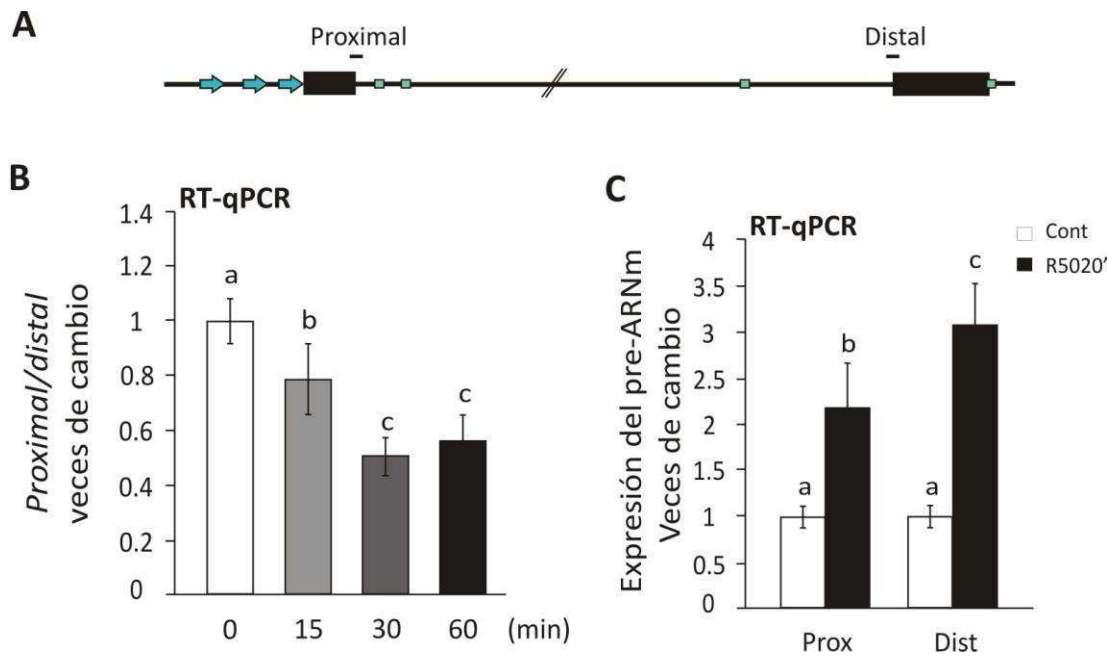 A
Proximal
Distal
B
RT-qPCR
Proximal/distal
veces de cambio
1.4
1.2
1
0.8
0.6
0.4
0.2
0
a
b
c
c
0
15
30
60
(min)
C
RT-qPCR
Cont
R5020’
Expresión del pre-ARNm
Veces de cambio
4
3.5
3
2.5
2
1.5
1
0.5
0
a
b
a
c
Prox
Dist